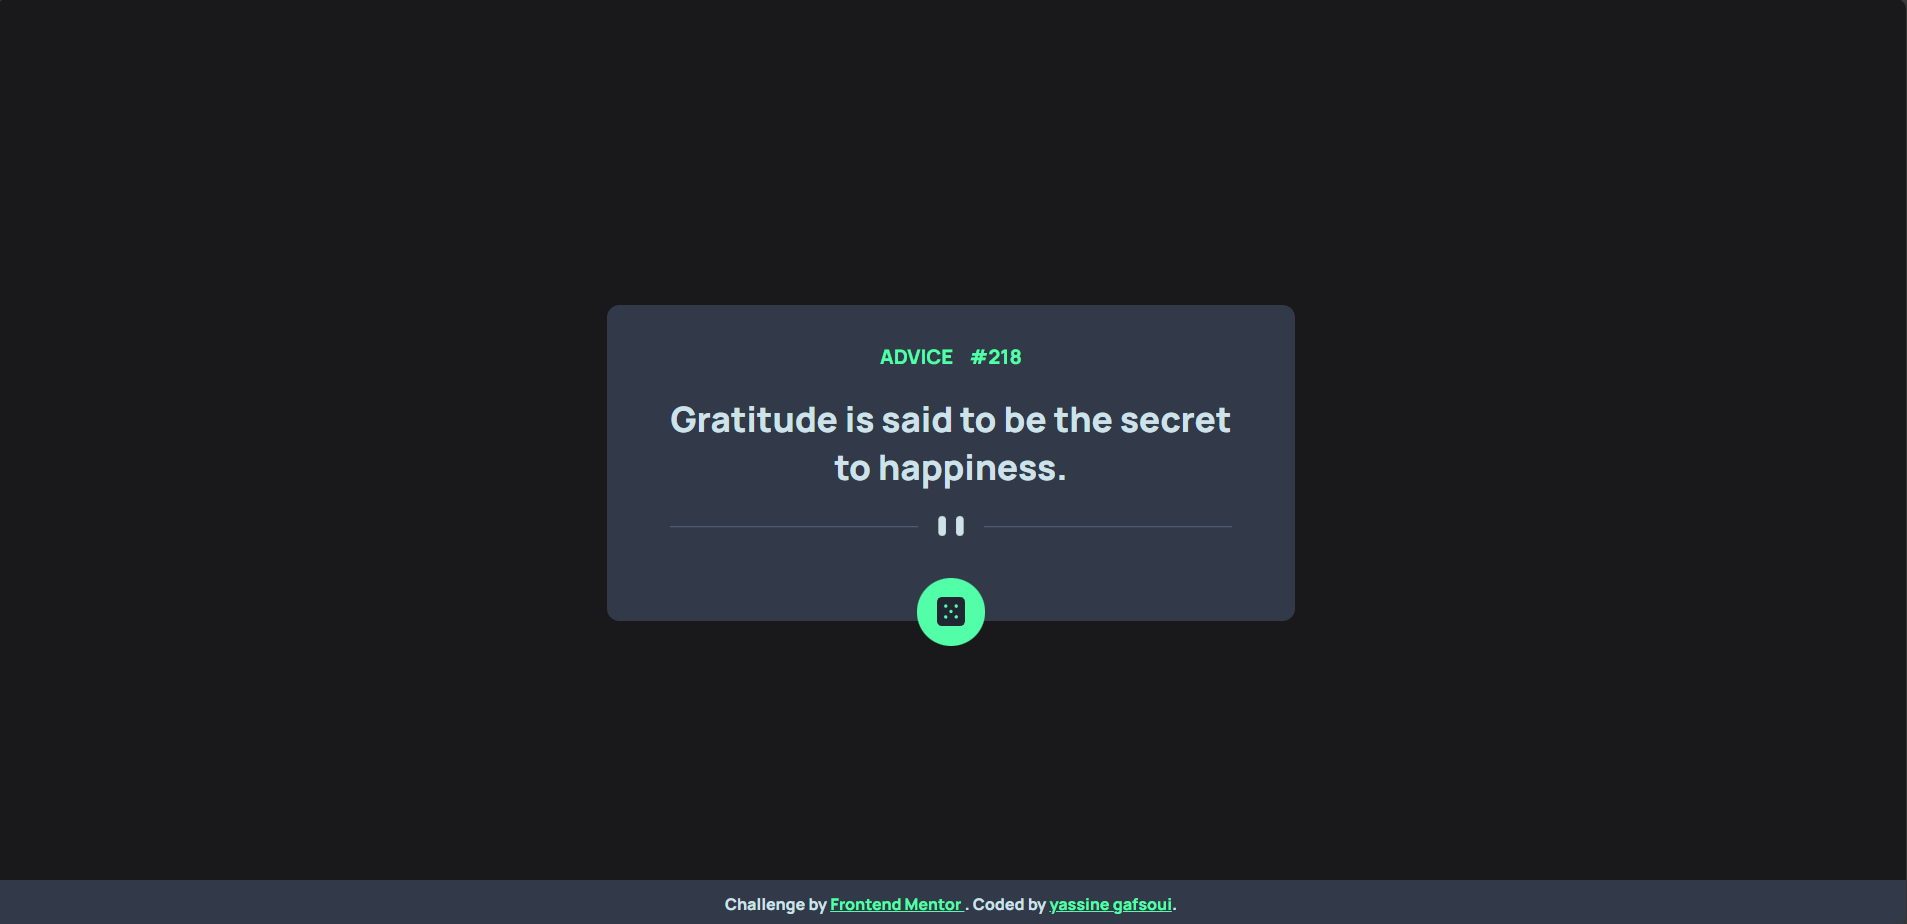 ADVICE #218
Gratitude is said to be the secret
to happiness.
Challenge by Frontend Mentor . Coded by yassine gafsoui.